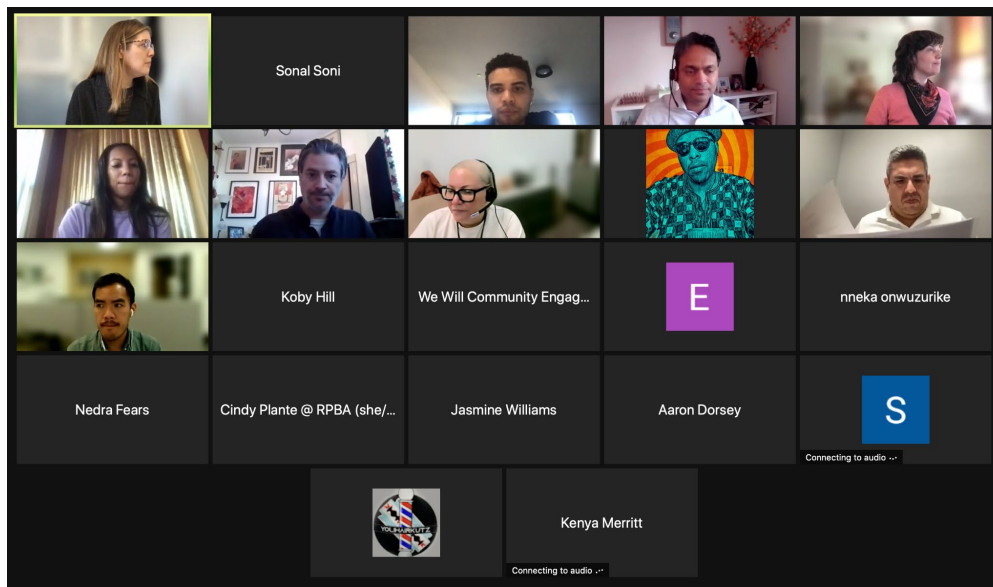 Sonal Soni
Koby Hill
We Will Community Engag...
E
nneka onwuzurike
Nedra Fears
Cindy Plante @ RPBA (she/...
Jasmine Williams
Aaron Dorsey
S
Connecting to audio
YOUHAIRKUTZ
Kenya Merritt
Connecting to audio